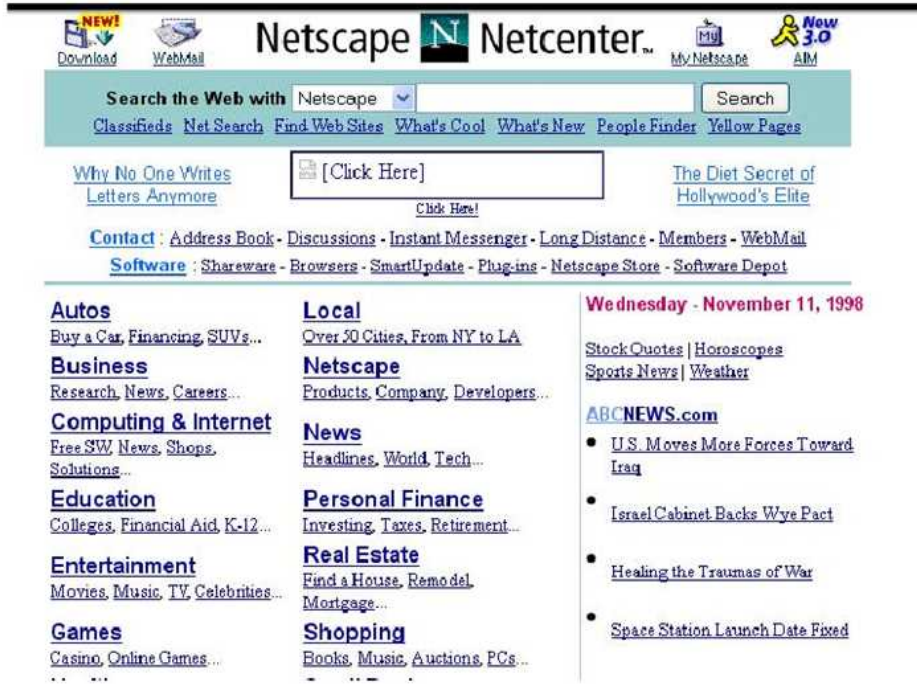 NEW!
Download
WebMail
Netscape N Netcenter™
My
My Netscape
Now 3.0
AIM
Search the Web with Netscape Search
Classifieds Net Search Find Web Sites What's Cool What's New People Finder Yellow Pages
Why No One Writes
Letters Anymore
[Click Here]
Click Here!
The Diet Secret of
Hollywood's Elite
Contact : Address Book - Discussions - Instant Messenger - Long Distance - Members - WebMail
Software : Shareware - Browsers - SmartUpdate - Plug-ins - Netscape Store - Software Depot
Autos
Buy a Car, Financing, SUVs...
Business
Research, News, Careers...
Computing & Internet
Free SW, News, Shops,
Solutions...
Education
Colleges, Financial Aid, K-12...
Entertainment
Movies, Music, TV, Celebrities...
Games
Casino, Online Games...
Local
Over 50 Cities, From NY to LA
Netscape
Products, Company, Developers...
News
Headlines, World, Tech...
Personal Finance
Investing, Taxes, Retirement...
Real Estate
Find a House, Remodel,
Mortgage...
Shopping
Books, Music, Auctions, PCs...
Wednesday - November 11, 1998
Stock Quotes | Horoscopes
Sports News | Weather
ABCNEWS.com
U.S. Moves More Forces Toward
Iraq
Israel Cabinet Backs Wye Pact
Healing the Traumas of War
Space Station Launch Date Fixed